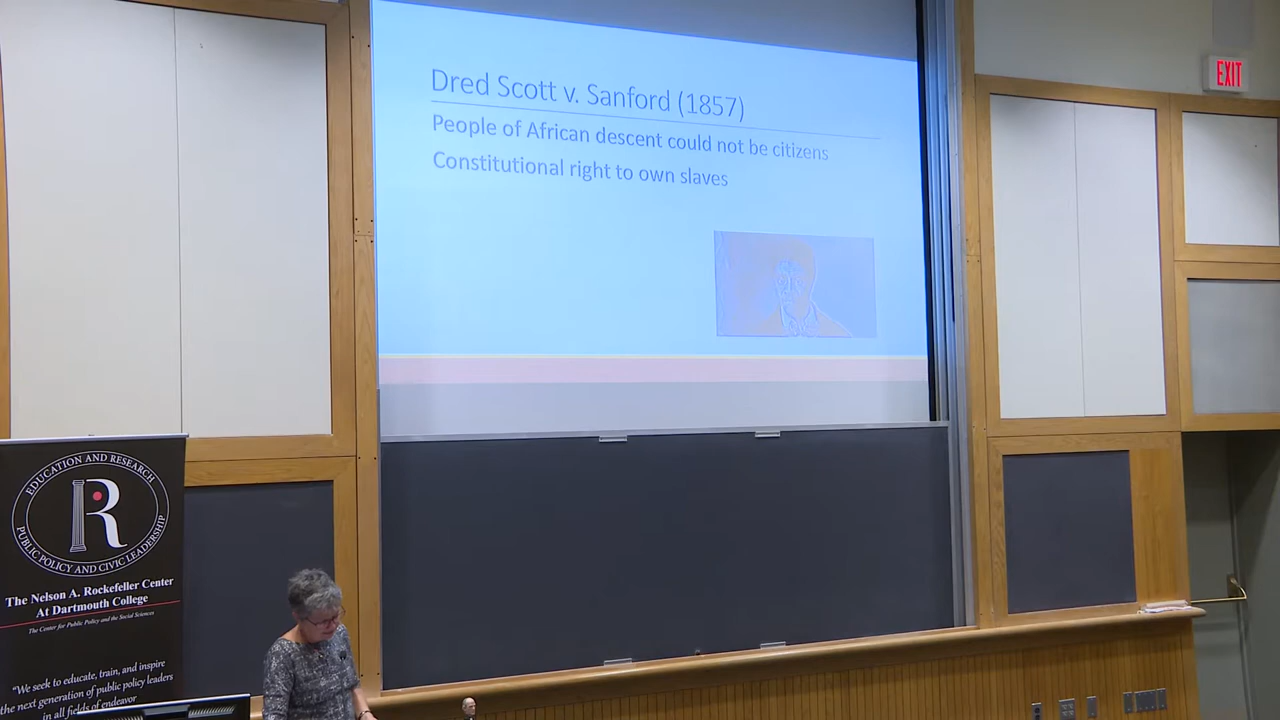 Dred Scott v. Sanford (1857)
People of African descent could not be citizens
Constitutional right to own slaves
EXIT
EDUCATION AND RESEARCH
R
PUBLIC POLICY AND CIVIC LEADERSHIP
The Nelson A. Rockefeller Center
At Dartmouth College
The Center for Public Policy and the Social Sciences
"We seek to educate, train, and inspire
the next generation of public policy leaders
in all fields of endeavor